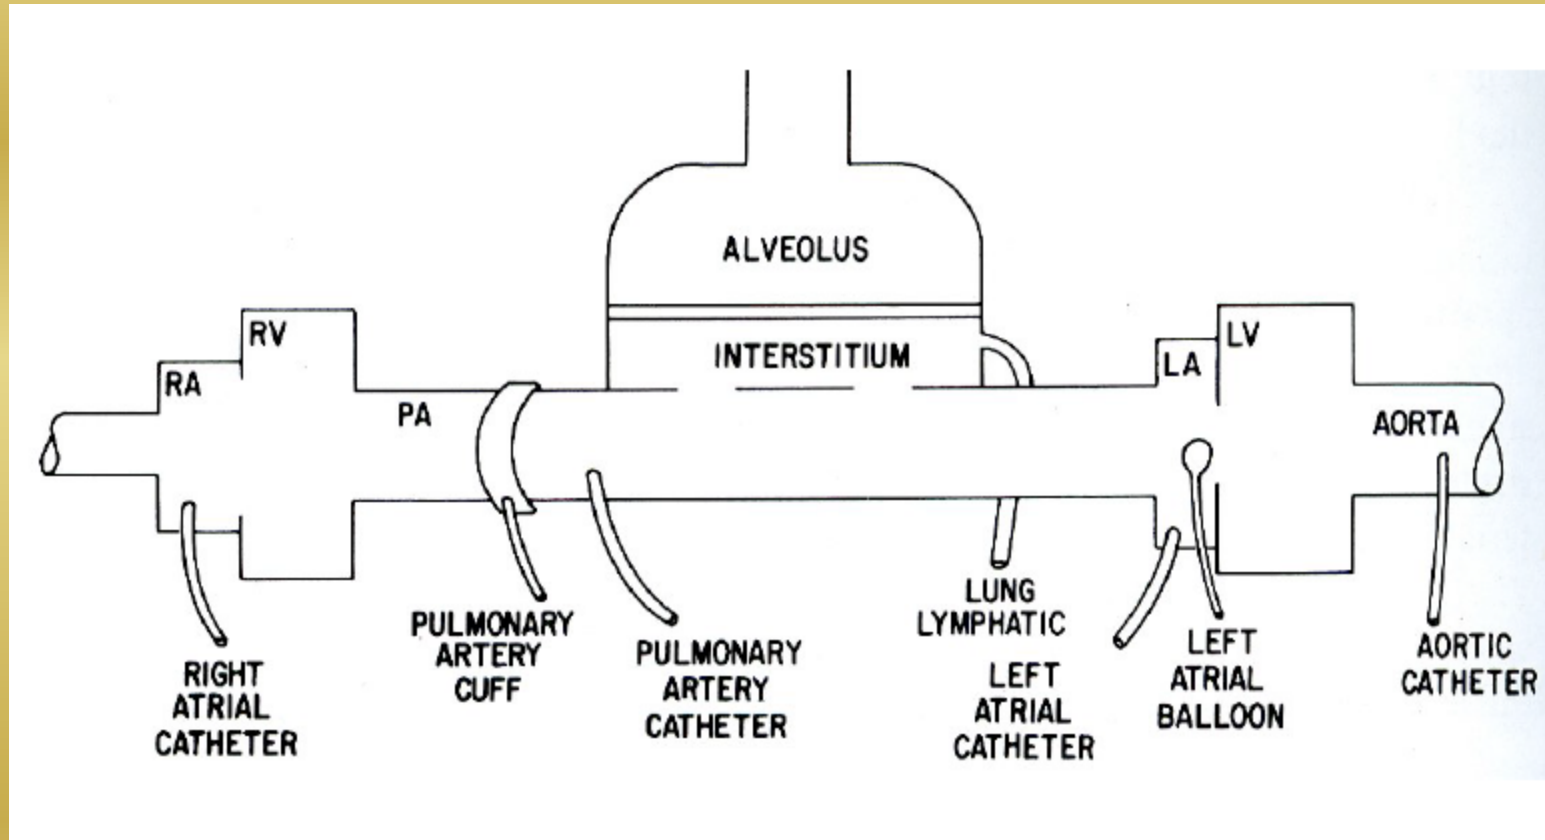 ALVEOLUS
RV
INTERSTITIUM
LV
LA
RA
PA
AORTA
LUNG
LYMPHATIC
PULMONARY
ARTERY
CUFF
PULMONARY
ARTERY
CATHETER
LEFT
ATRIAL
BALLOON
AORTIC
CATHETER
RIGHT
ATRIAL
CATHETER
LEFT
ATRIAL
CATHETER